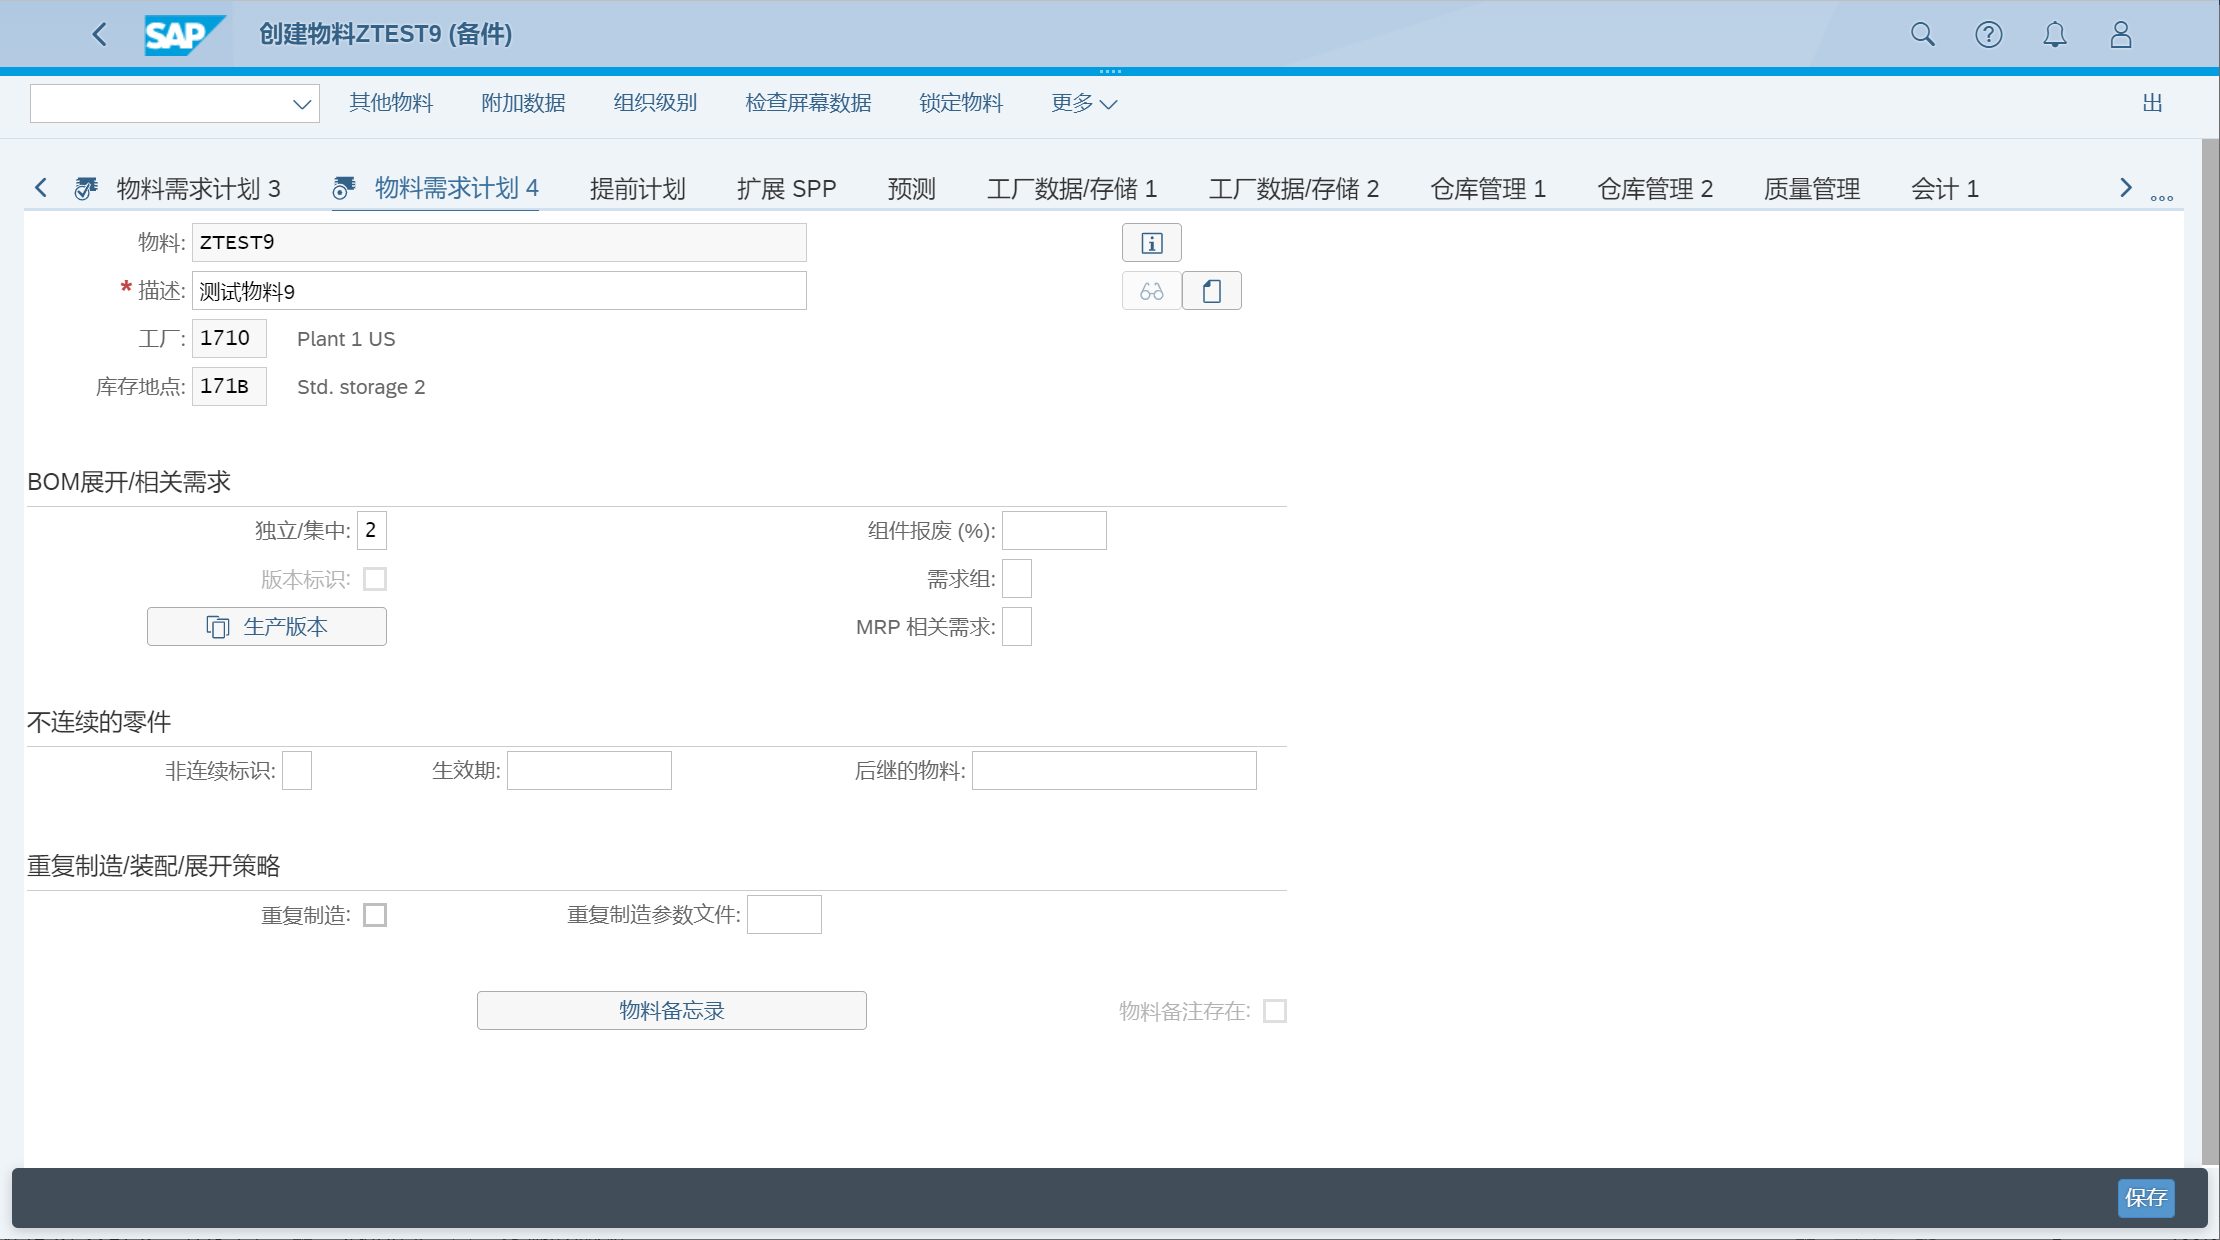 SAP 创建物料ZTEST9 (备件)
其他物料 附加数据 组织级别 检查屏幕数据 锁定物料 更多 出
物料需求计划 3 物料需求计划 4 提前计划 扩展 SPP 预测 工厂数据/存储 1 工厂数据/存储 2 仓库管理 1 仓库管理 2 质量管理 会计 1
物料: ZTEST9
* 描述: 测试物料9
工厂: 1710 Plant 1 US
库存地点: 171B Std. storage 2
BOM展开/相关需求
独立/集中: 2 组件报废 (%):
版本标识: 需求组:
生产版本 MRP 相关需求:
不连续的零件
非连续标识: 生效期: 后继的物料:
重复制造/装配/展开策略
重复制造: 重复制造参数文件:
物料备忘录 物料备注存在:
保存